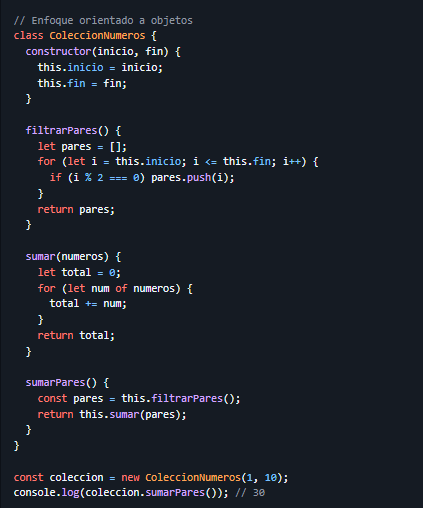 // Enfoque orientado a objetos
class ColeccionNumeros {
  constructor(inicio, fin) {
    this.inicio = inicio;
    this.fin = fin;
  }

  filtrarPares() {
    let pares = [];
    for (let i = this.inicio; i <= this.fin; i++) {
      if (i % 2 === 0) pares.push(i);
    }
    return pares;
  }

  sumar(numeros) {
    let total = 0;
    for (let num of numeros) {
      total += num;
    }
    return total;
  }

  sumarPares() {
    const pares = this.filtrarPares();
    return this.sumar(pares);
  }
}

const coleccion = new ColeccionNumeros(1, 10);
console.log(coleccion.sumarPares()); // 30